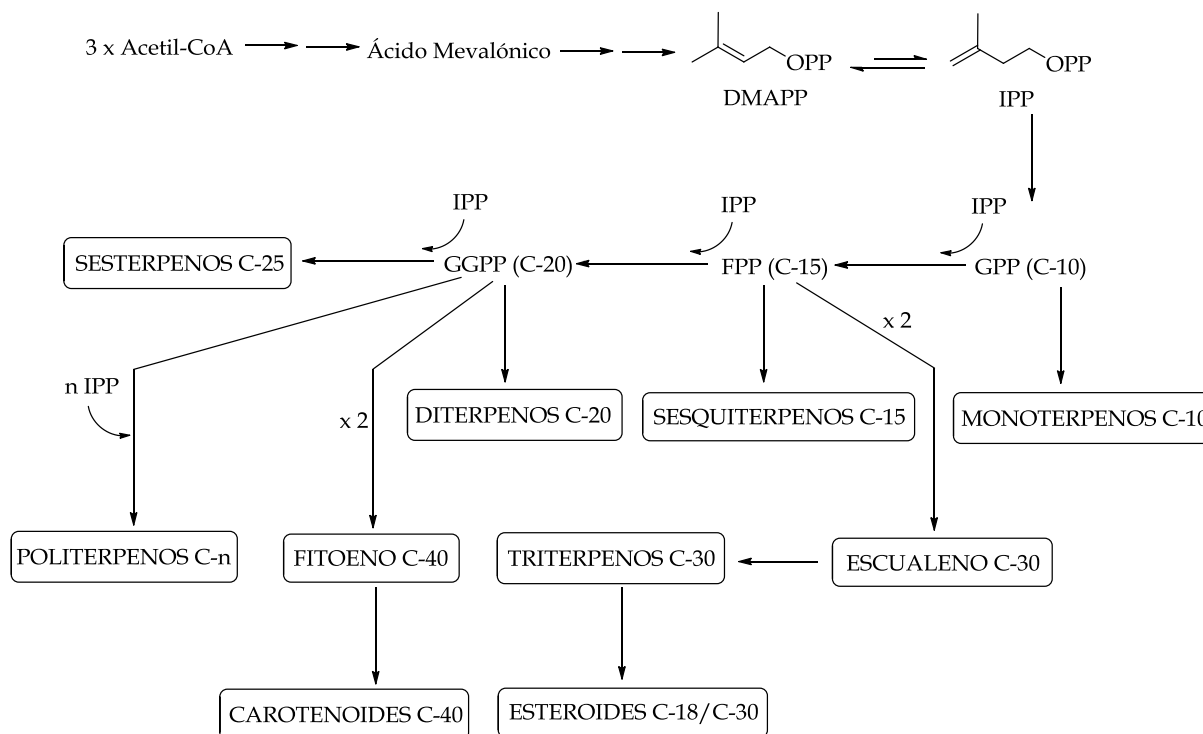 3 x Acetil-CoA
Ácido Mevalónico
OPP
DMAPP
OPP
IPP
IPP
IPP
IPP
SESTERPENOS C-25
GGPP (C-20)
FPP (C-15)
GPP (C-10)
x 2
n IPP
x 2
DITERPENOS C-20
SESQUITERPENOS C-15
MONOTERPENOS C-10
POLITERPENOS C-n
FITOENO C-40
TRITERPENOS C-30
ESCUALENO C-30
CAROTENOIDES C-40
ESTEROIDES C-18/C-30